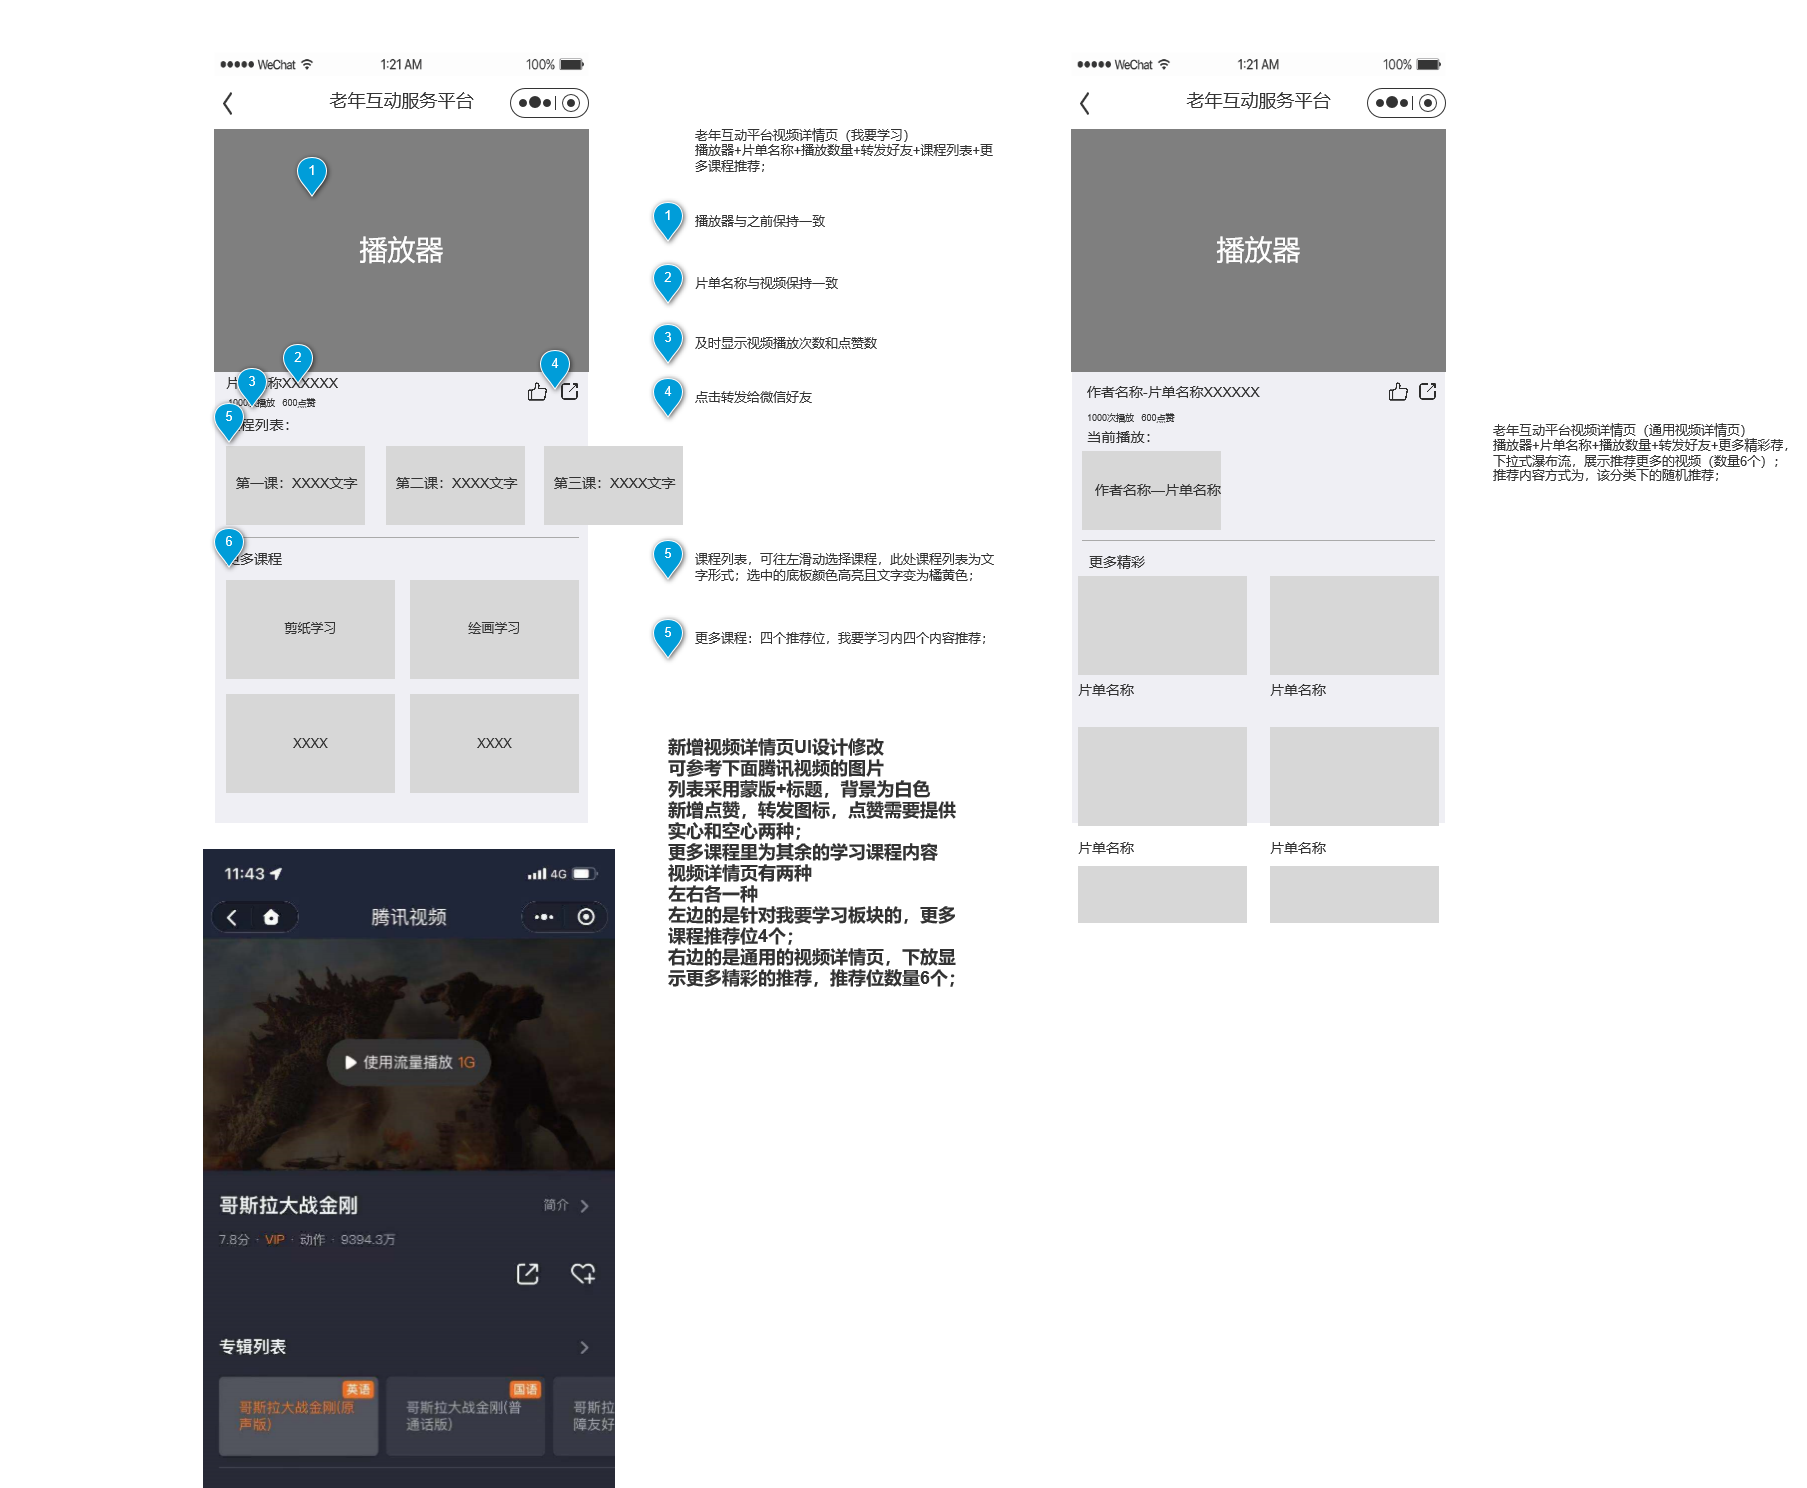 WeChat 1:21 AM 100%
老年互动服务平台
1
播放器
2
4
片 称XXXXXX
3
1000次播放 600点赞
5
程列表：
第一课：XXXX文字 第二课：XXXX文字 第三课：XXXX文字
6
更多课程
剪纸学习 绘画学习
XXXX XXXX
老年互动平台视频详情页（我要学习）
播放器+片单名称+播放数量+转发好友+课程列表+更
多课程推荐；
1 播放器与之前保持一致
2 片单名称与视频保持一致
3 及时显示视频播放次数和点赞数
4 点击转发给微信好友
5 课程列表，可往左滑动选择课程，此处课程列表为文
字形式；选中的底板颜色高亮且文字变为橘黄色；
5 更多课程：四个推荐位，我要学习内四个内容推荐；
新增视频详情页UI设计修改
可参考下面腾讯视频的图片
列表采用蒙版+标题，背景为白色
新增点赞，转发图标，点赞需要提供
实心和空心两种；
更多课程里为其余的学习课程内容
视频详情页有两种
左右各一种
左边的是针对我要学习板块的，更多
课程推荐位4个；
右边的是通用的视频详情页，下放显
示更多精彩的推荐，推荐位数量6个；
WeChat 1:21 AM 100%
老年互动服务平台
播放器
作者名称-片单名称XXXXXX
1000次播放 600点赞
当前播放：
作者名称—片单名称
更多精彩
片单名称 片单名称
片单名称 片单名称
老年互动平台视频详情页（通用视频详情页）
播放器+片单名称+播放数量+转发好友+更多精彩荐，
下拉式瀑布流，展示推荐更多的视频（数量6个）；
推荐内容方式为，该分类下的随机推荐；
11:43 4G
腾讯视频
使用流量播放 1G
哥斯拉大战金刚 简介
7.8分 · VIP · 动作 · 9394.3万
专辑列表
英语 国语
哥斯拉大战金刚(原 哥斯拉大战金刚(普 哥斯拉
声版) 通话版) 障友好